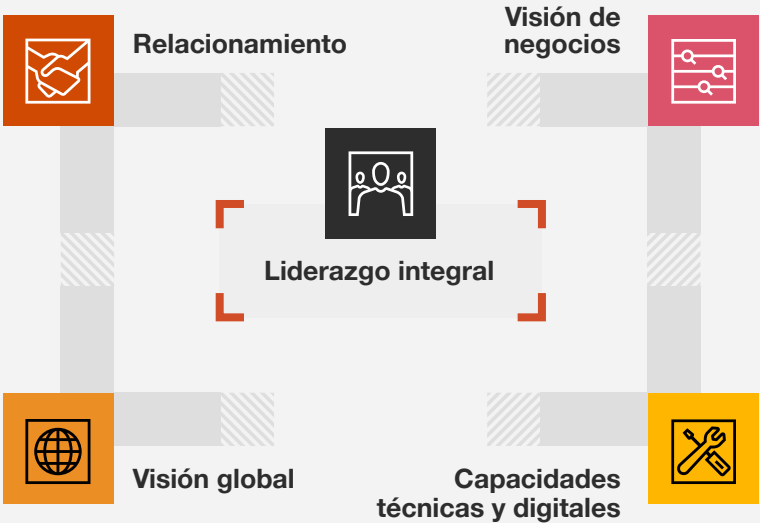 Relacionamiento
Visión de
negocios
Liderazgo integral
Visión global
Capacidades
técnicas y digitales